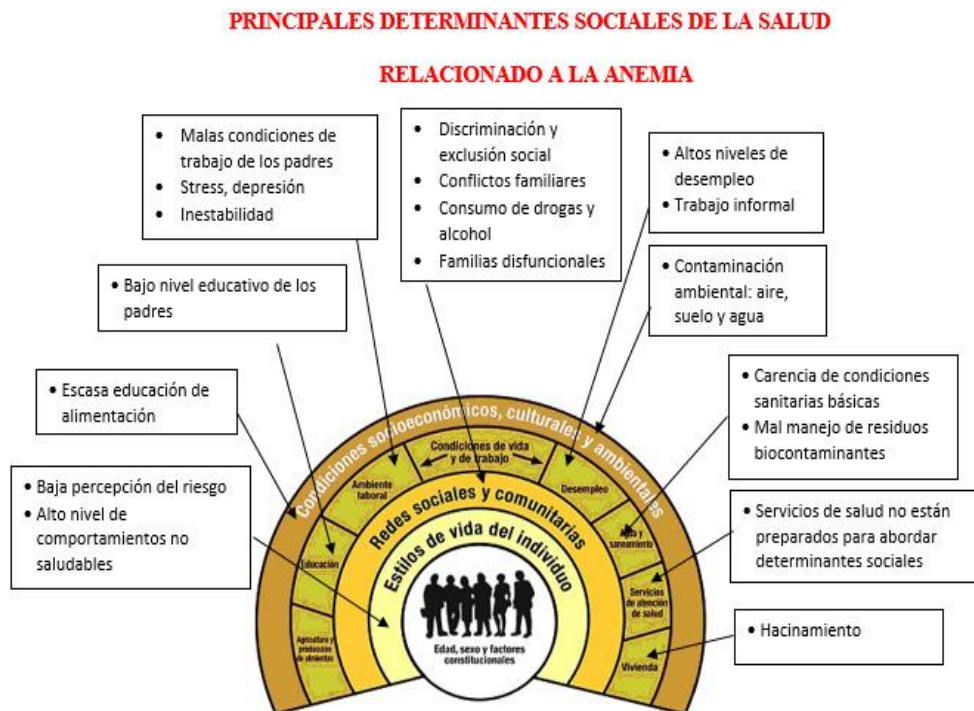 PRINCIPALES DETERMINANTES SOCIALES DE LA SALUD
RELACIONADO A LA ANEMIA
• Malas condiciones de
trabajo de los padres
• Stress, depresión
• Inestabilidad
• Discriminación y
exclusión social
• Conflictos familiares
• Consumo de drogas y
alcohol
• Familias disfuncionales
• Altos niveles de
desempleo
• Trabajo informal
• Bajo nivel educativo de los
padres
• Contaminación
ambiental: aire,
suelo y agua
• Escasa educación de
alimentación
• Carencia de condiciones
sanitarias básicas
• Mal manejo de residuos
biocontaminantes
• Baja percepción del riesgo
• Alto nivel de
comportamientos no
saludables
• Servicios de salud no están
preparados para abordar
determinantes sociales
• Hacinamiento
Condiciones socioeconómicos, culturales y ambientales
Condiciones de vida
y de trabajo
Ambiente
laboral
Desempleo
Redes sociales y comunitarias
Agua y
saneamiento
Educación
Estilos de vida del individuo
Servicios
de atención
de salud
Agricultura y
producción
de alimentos
Vivienda
Edad, sexo y factores
constitucionales